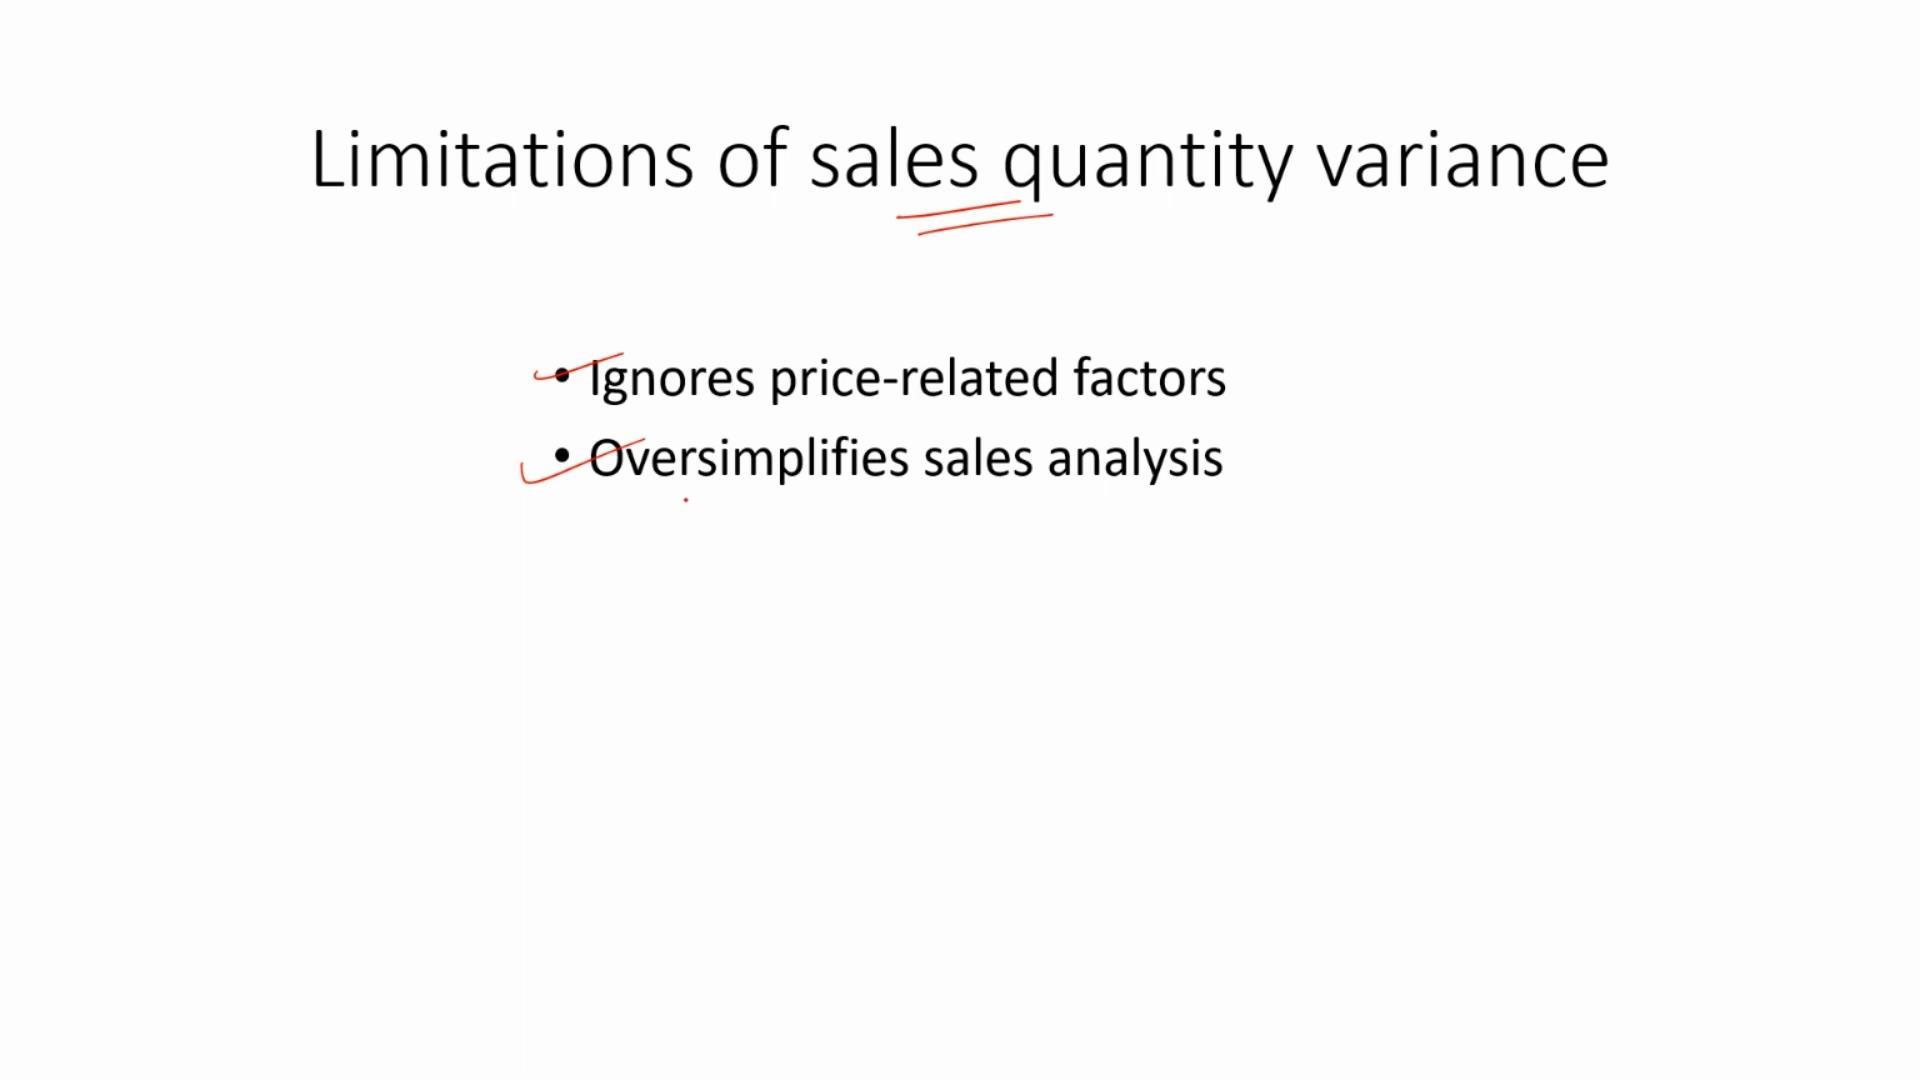 Limitations of sales quantity variance
• Ignores price-related factors
• Oversimplifies sales analysis